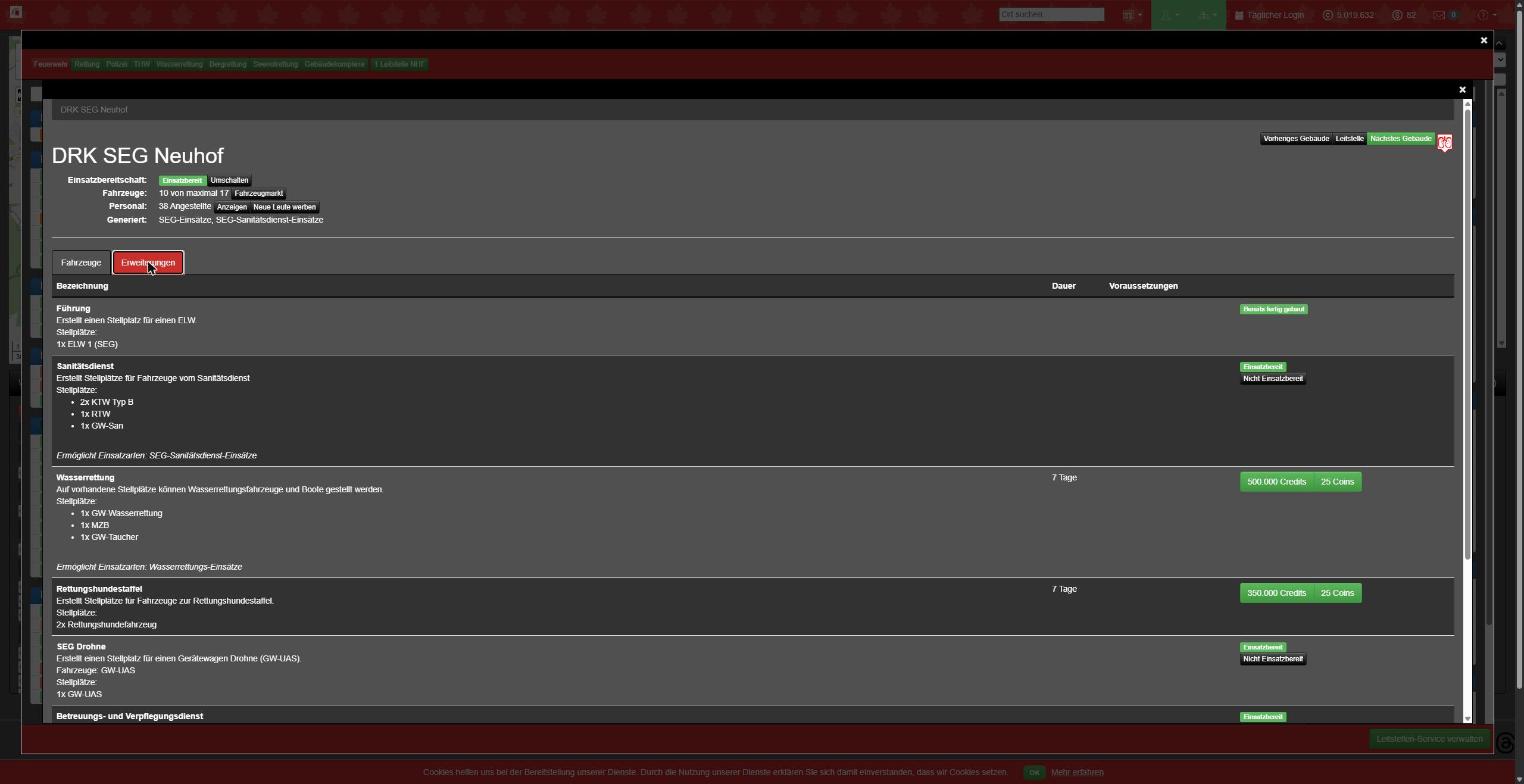 Ort suchen
Täglicher Login
5.019.632
82
0
Feuerwehr Rettung Polizei THW Wasserrettung Bergrettung Seenotrettung Gebäudekomplexe 1 Leitstelle NHF
DRK SEG Neuhof
Vorheriges Gebäude Leitstelle Nächstes Gebäude
DRK SEG Neuhof
Einsatzbereitschaft: Einsatzbereit Umschalten
Fahrzeuge: 10 von maximal 17 Fahrzeugmarkt
Personal: 38 Angestellte Anzeigen Neue Leute werben
Generiert: SEG-Einsätze, SEG-Sanitätsdienst-Einsätze
Fahrzeuge Erweiterungen
Bezeichnung Dauer Voraussetzungen
Führung Bereits fertig gebaut
Erstellt einen Stellplatz für einen ELW.
Stellplätze:
1x ELW 1 (SEG)
Sanitätsdienst Einsatzbereit
Erstellt Stellplätze für Fahrzeuge vom Sanitätsdienst Nicht Einsatzbereit
Stellplätze:
• 2x KTW Typ B
• 1x RTW
• 1x GW-San
Ermöglicht Einsatzarten: SEG-Sanitätsdienst-Einsätze
Wasserrettung 7 Tage 500.000 Credits 25 Coins
Auf vorhandene Stellplätze können Wasserrettungsfahrzeuge und Boote gestellt werden.
Stellplätze:
• 1x GW-Wasserrettung
• 1x MZB
• 1x GW-Taucher
Ermöglicht Einsatzarten: Wasserrettungs-Einsätze
Rettungshundestaffel 7 Tage 350.000 Credits 25 Coins
Erstellt Stellplätze für Fahrzeuge zur Rettungshundestaffel.
Stellplätze:
2x Rettungshundefahrzeug
SEG Drohne Einsatzbereit
Erstellt einen Stellplatz für einen Gerätewagen Drohne (GW-UAS). Nicht Einsatzbereit
Fahrzeuge: GW-UAS
Stellplätze:
1x GW-UAS
Betreuungs- und Verpflegungsdienst Einsatzbereit
Leitstellen-Service verwalten
Cookies helfen uns bei der Bereitstellung unserer Dienste. Durch die Nutzung unserer Dienste erklären Sie sich damit einverstanden, dass wir Cookies setzen. OK Mehr erfahren